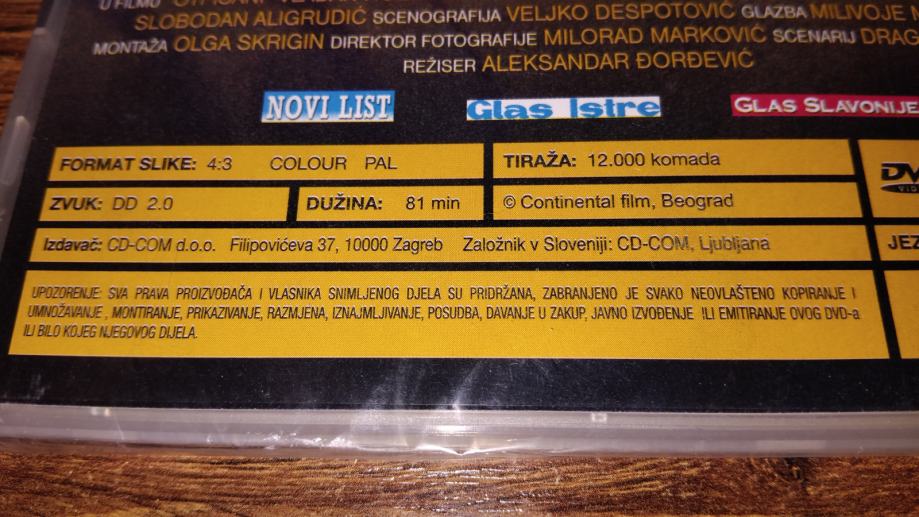 U FILMU
SLOBODAN ALIGRUDIĆ SCENOGRAFIJA VELJKO DESPOTOVIĆ GLAZBA MILIVOJE
MONTAŽA OLGA SKRIGIN DIREKTOR FOTOGRAFIJE MILORAD MARKOVIĆ SCENARIJ DRAG
REŽISER ALEKSANDAR ĐORĐEVIĆ
NOVI LIST Glas Istre GLAS SLAVONIJE
FORMAT SLIKE: 4:3 COLOUR PAL TIRAŽA: 12.000 komada
ZVUK: DD 2.0 DUŽINA: 81 min © Continental film, Beograd
Izdavač: CD-COM d.o.o. Filipovićeva 37, 10000 Zagreb Založnik v Sloveniji: CD-COM, Ljubljana JEZ
UPOZORENJE: SVA PRAVA PROIZVOĐAČA I VLASNIKA SNIMLJENOG DJELA SU PRIDRŽANA, ZABRANJENO JE SVAKO NEOVLAŠTENO KOPIRANJE I
UMNOŽAVANJE , MONTIRANJE, PRIKAZIVANJE, RAZMJENA, IZNAJMLJIVANJE, POSUDBA, DAVANJE U ZAKUP, JAVNO IZVOĐENJE ILI EMITIRANJE OVOG DVD-a
ILI BILO KOJEG NJEGOVOG DIJELA.